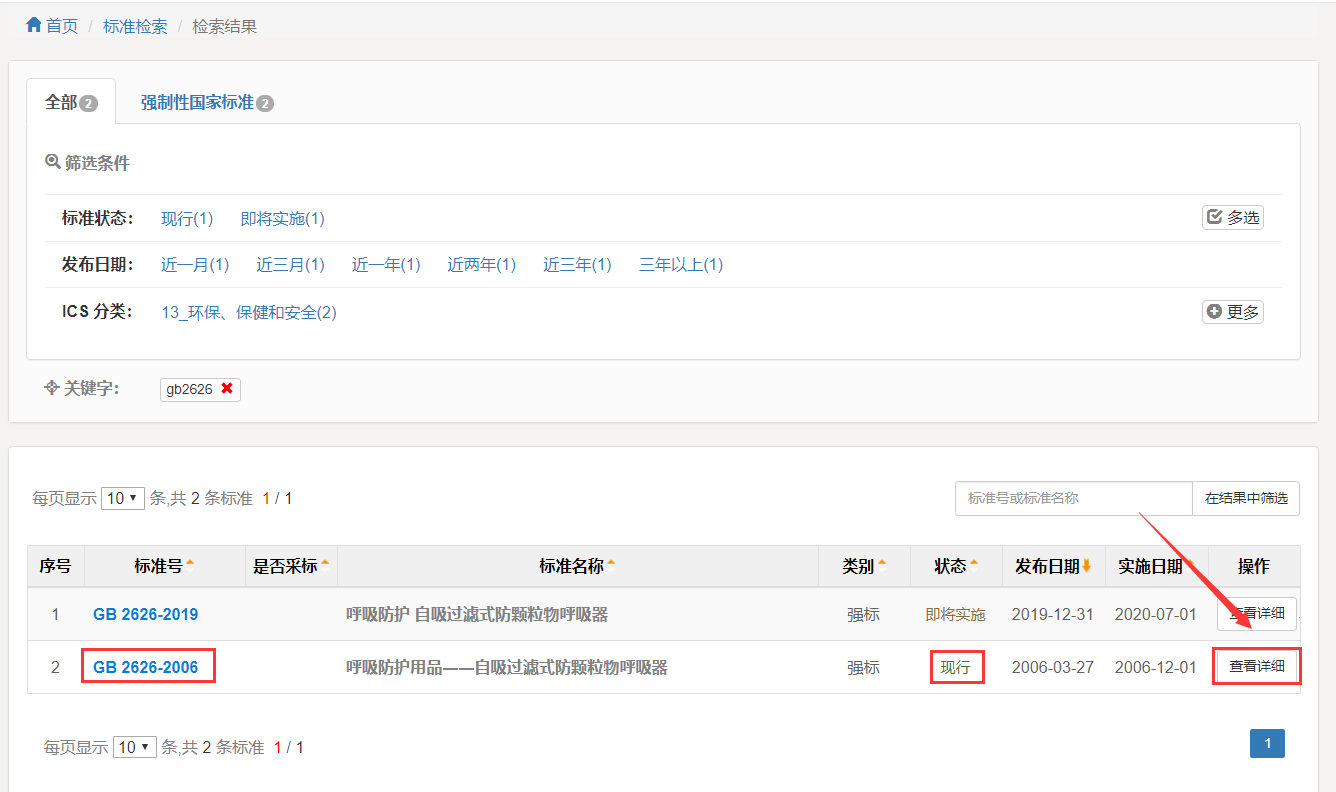 首页 / 标准检索 / 检索结果
全部 2 强制性国家标准 2
筛选条件
标准状态： 现行(1) 即将实施(1) 多选
发布日期： 近一月(1) 近三月(1) 近一年(1) 近两年(1) 近三年(1) 三年以上(1)
ICS 分类： 13_环保、保健和安全(2) 更多
关键字： gb2626
每页显示 10 条,共 2 条标准 1 / 1 标准号或标准名称 在结果中筛选
序号 标准号 是否采标 标准名称 类别 状态 发布日期 实施日期 操作
1 GB 2626-2019 呼吸防护 自吸过滤式防颗粒物呼吸器 强标 即将实施 2019-12-31 2020-07-01 查看详细
2 GB 2626-2006 呼吸防护用品——自吸过滤式防颗粒物呼吸器 强标 现行 2006-03-27 2006-12-01 查看详细
每页显示 10 条,共 2 条标准 1 / 1 1